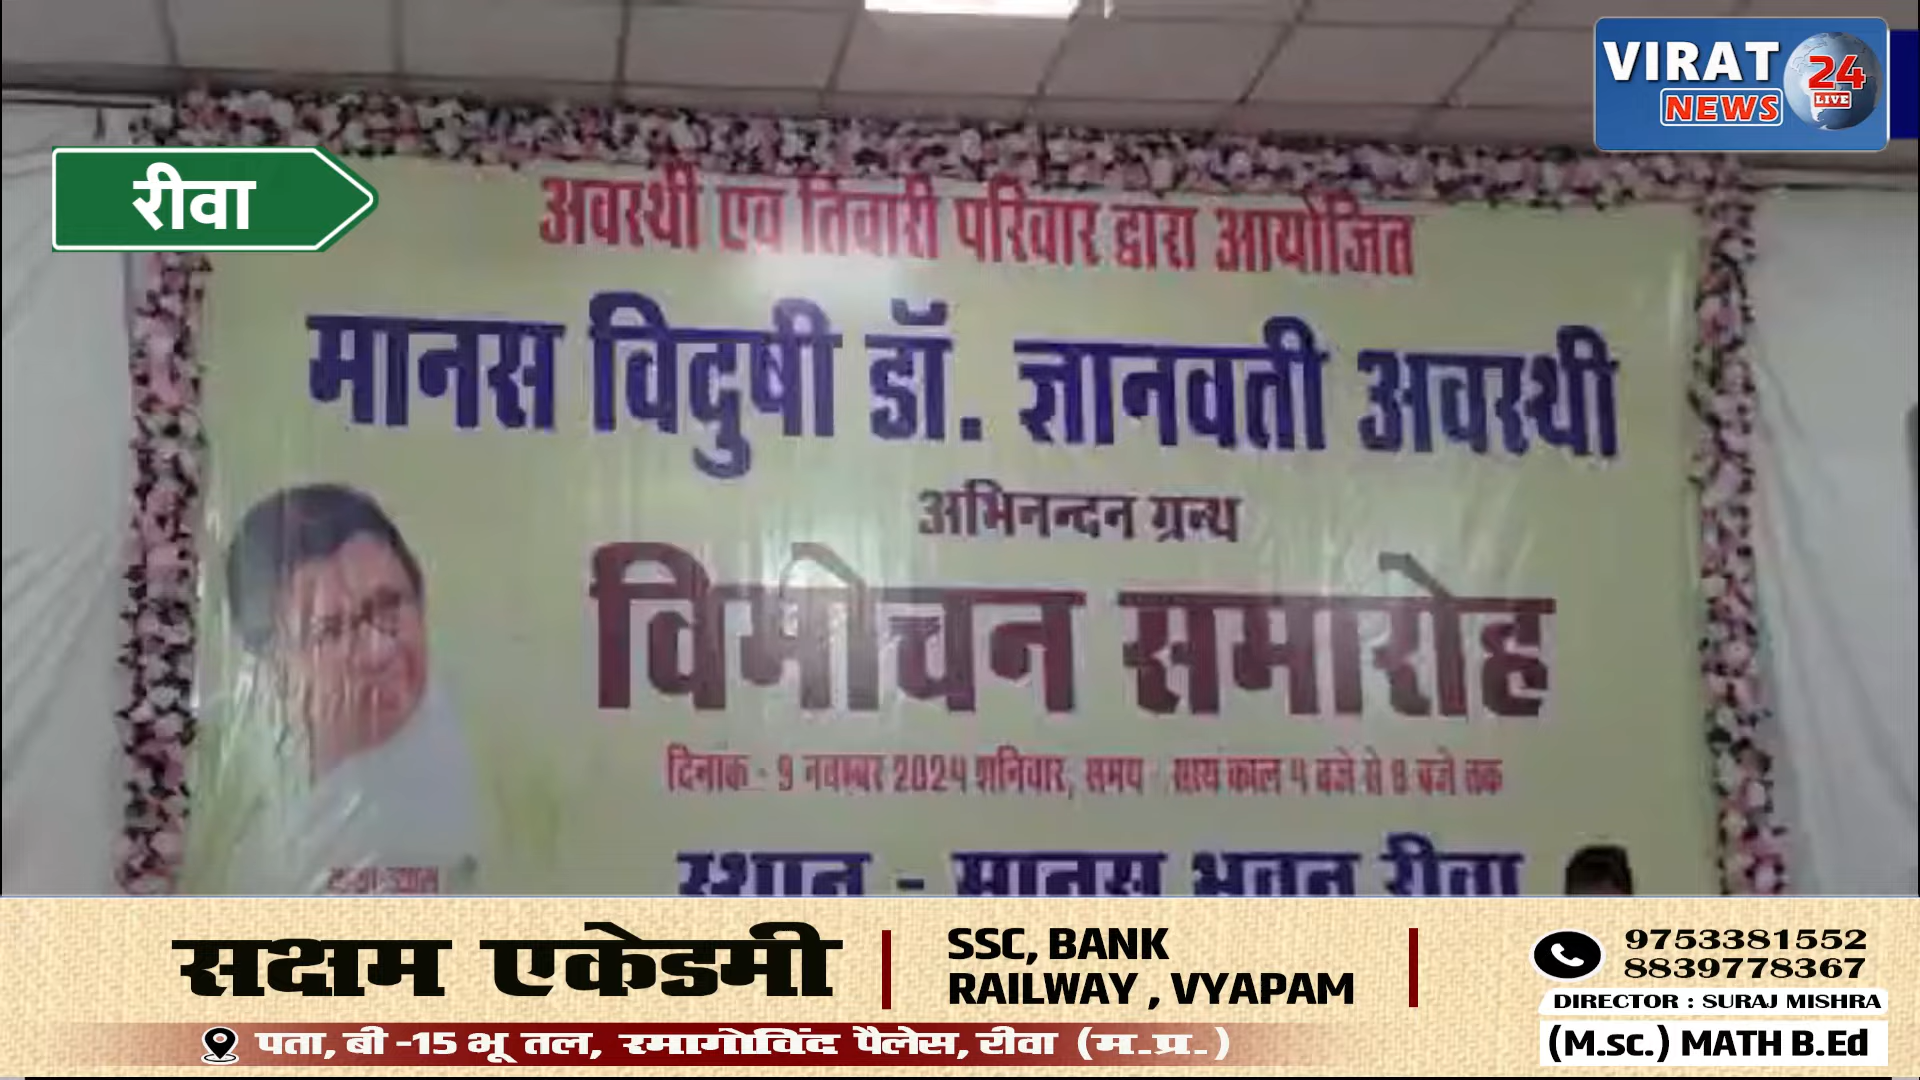 VIRAT
24
LIVE
NEWS
रीवा
अवस्थी एव तिवारी परिवार द्वारा आयोजित
मानस विदुषी डॉ. ज्ञानवती अवस्थी
अभिनन्दन ग्रन्थ
विमोचन समारोह
दिनांक - 9 नवम्बर 2024 शनिवार, समय सायं काल 4 बजे से 8 बजे तक
स्थान - मानस भवन रीवा
सक्षम एकेडमी
SSC, BANK
RAILWAY , VYAPAM
9753381552
8839778367
DIRECTOR : SURAJ MISHRA
(M.sc.) MATH B.Ed
पता, बी -15 भू तल, रमागोविंद पैलेस, रीवा (म.प्र.)